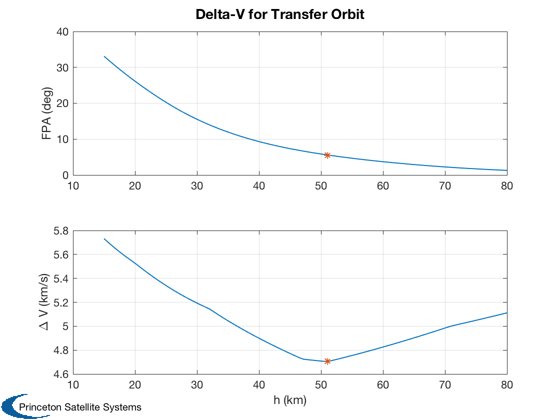 Delta-V for Transfer Orbit
40
30
20
10
0
FPA (deg)
10 20 30 40 50 60 70 80
5.8
5.6
5.4
5.2
5
4.8
4.6
Δ V (km/s)
10 20 30 40 50 60 70 80
h (km)
Princeton Satellite Systems